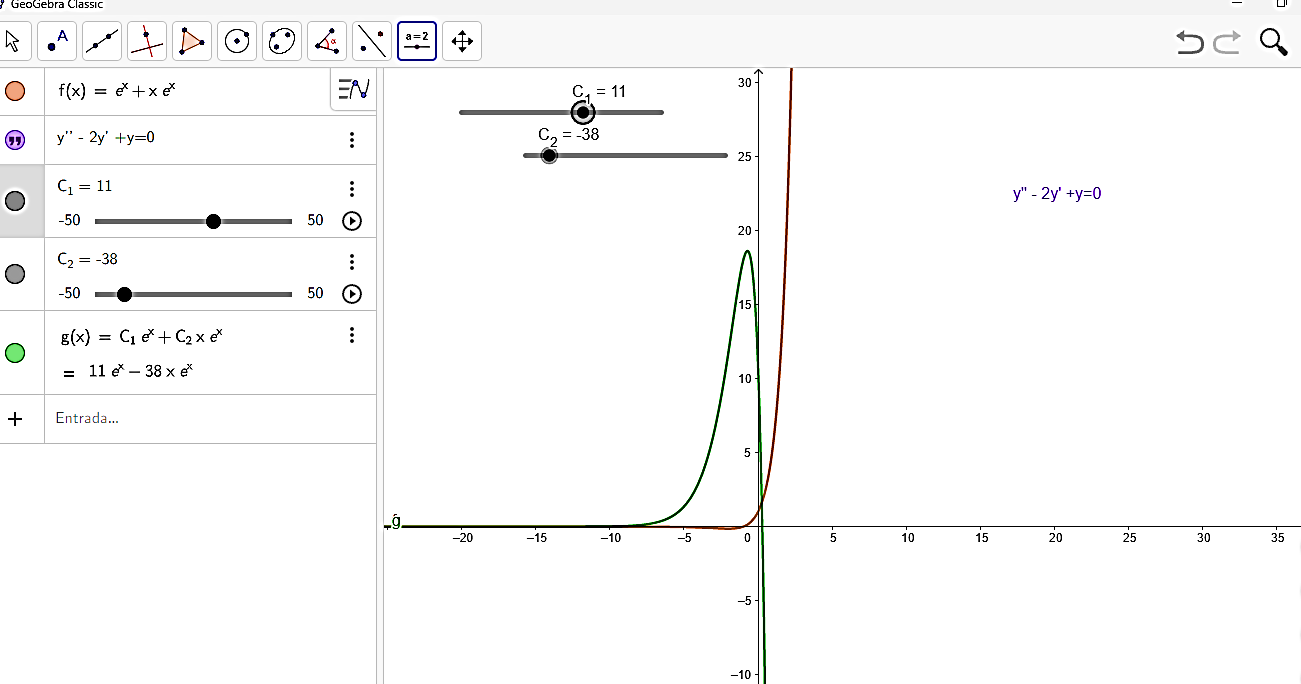 GeoGebra Classic
A
α
a=2
f(x) = eˣ + x eˣ
y'' - 2y' +y=0
C₁ = 11
-50
50
C₂ = -38
-50
50
g(x) = C₁ eˣ + C₂ x eˣ
= 11 eˣ – 38 x eˣ
+ Entrada...
C₁ = 11
C₂ = -38
y" - 2y' +y=0
g
30
25
20
15
10
5
–20 –15 –10 –5 0 5 10 15 20 25 30 35
–5
–10